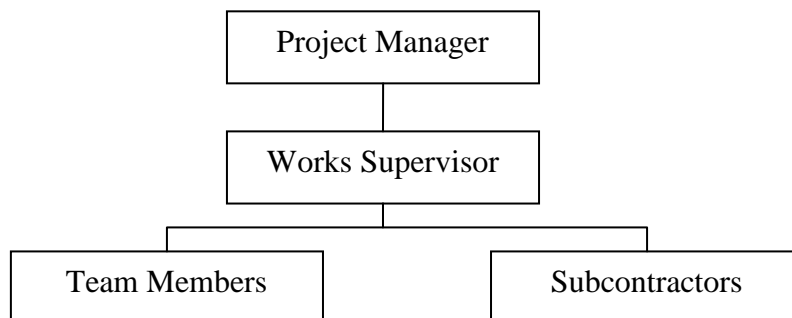 Project Manager
Works Supervisor
Team Members
Subcontractors